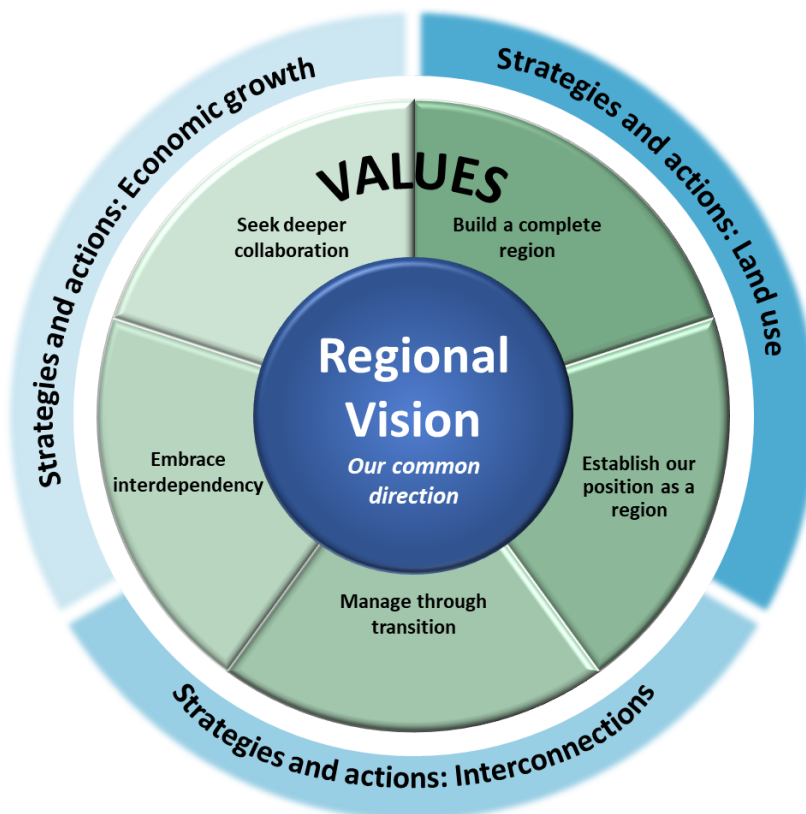 Strategies and actions: Economic growth
Strategies and actions: Land use
VALUES
Seek deeper
collaboration
Build a complete
region
Regional
Vision
Our common
direction
Embrace
interdependency
Establish our
position as a
region
Manage through
transition
Strategies and actions: Interconnections